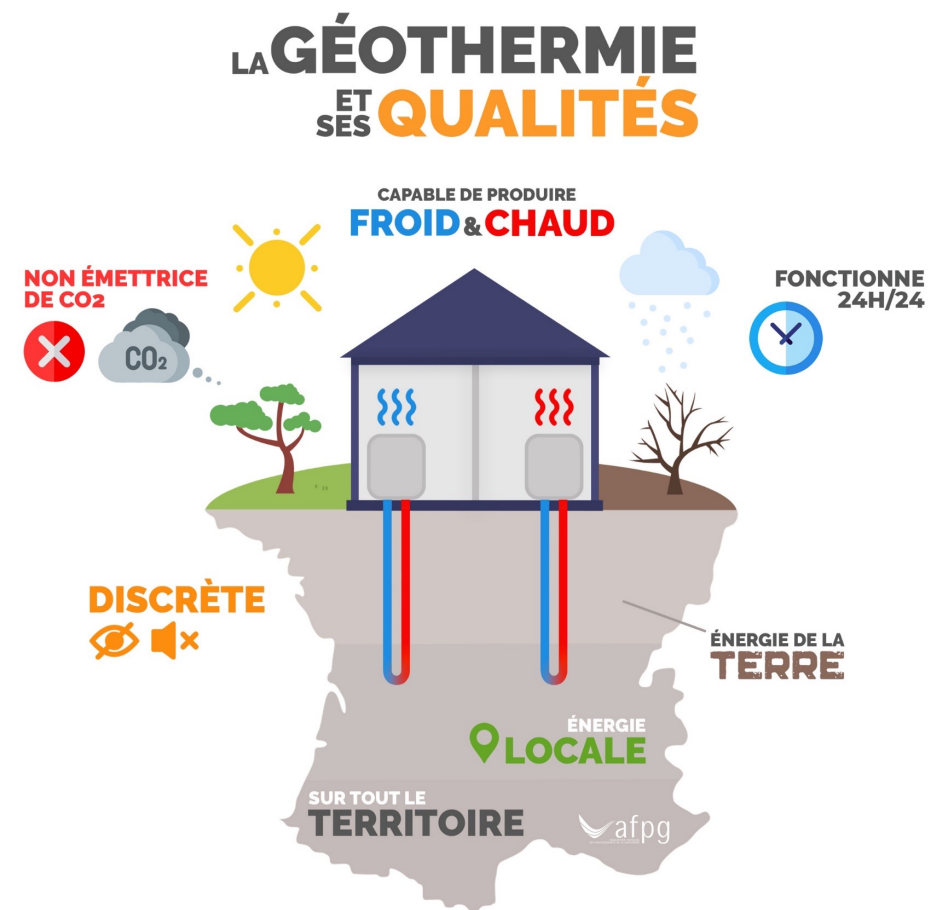 LA GÉOTHERMIE
ET SES QUALITÉS
CAPABLE DE PRODUIRE
FROID & CHAUD
NON ÉMETTRICE
DE CO2
CO₂
FONCTIONNE
24H/24
DISCRÈTE
ÉNERGIE DE LA
TERRE
ÉNERGIE
LOCALE
SUR TOUT LE
TERRITOIRE
afpg